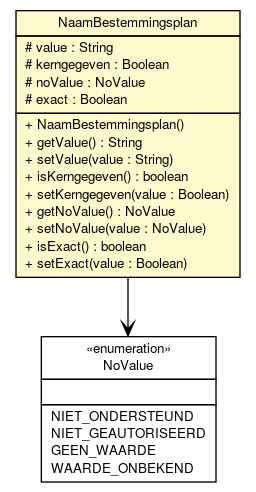 NaamBestemmingsplan
# value : String
# kerngegeven : Boolean
# noValue : NoValue
# exact : Boolean
+ NaamBestemmingsplan()
+ getValue() : String
+ setValue(value : String)
+ isKerngegeven() : boolean
+ setKerngegeven(value : Boolean)
+ getNoValue() : NoValue
+ setNoValue(value : NoValue)
+ isExact() : boolean
+ setExact(value : Boolean)
«enumeration»
NoValue
NIET_ONDERSTEUND
NIET_GEAUTORISEERD
GEEN_WAARDE
WAARDE_ONBEKEND